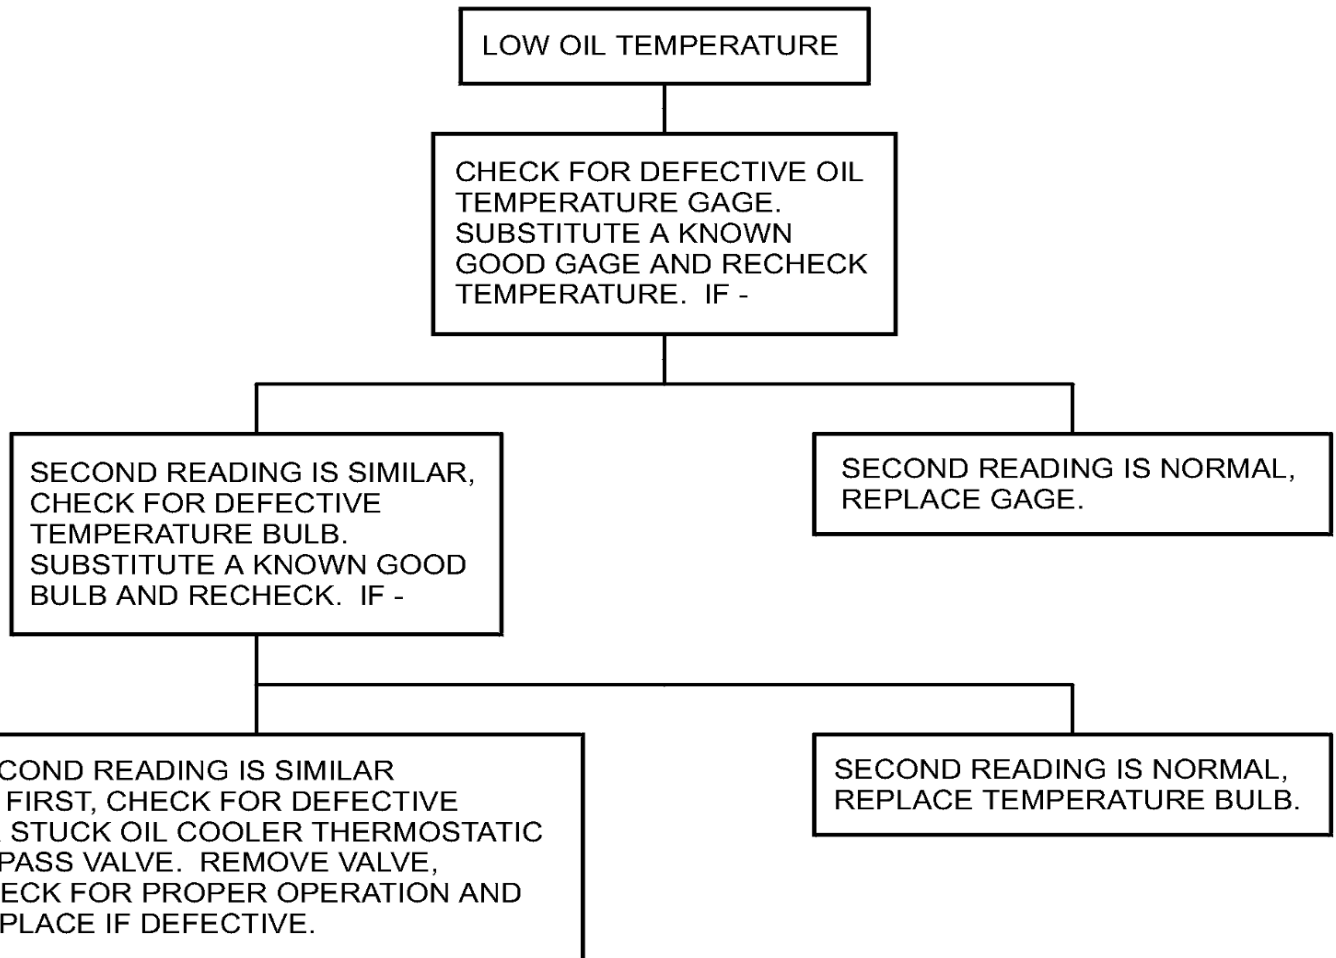 LOW OIL TEMPERATURE
CHECK FOR DEFECTIVE OIL
TEMPERATURE GAGE.
SUBSTITUTE A KNOWN
GOOD GAGE AND RECHECK
TEMPERATURE. IF -
SECOND READING IS SIMILAR,
CHECK FOR DEFECTIVE
TEMPERATURE BULB.
SUBSTITUTE A KNOWN GOOD
BULB AND RECHECK. IF -
SECOND READING IS NORMAL,
REPLACE GAGE.
COND READING IS SIMILAR
FIRST, CHECK FOR DEFECTIVE
STUCK OIL COOLER THERMOSTATIC
PASS VALVE. REMOVE VALVE,
ECK FOR PROPER OPERATION AND
PLACE IF DEFECTIVE.
SECOND READING IS NORMAL,
REPLACE TEMPERATURE BULB.